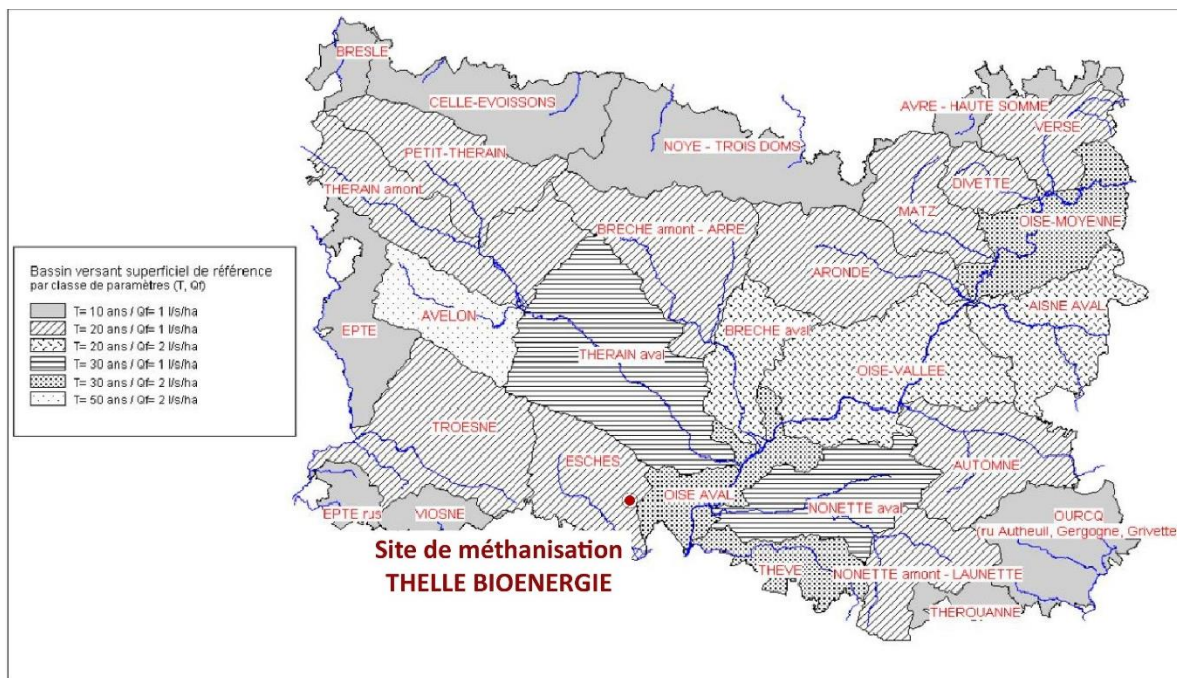 BRESLE
CELLE-EVOISSONS
AVRE - HAUTE SOMME
VERSE
NOYE - TROIS DOMS
PETIT-THERAIN
THERAIN amont
DIVETTE
MATZ
OISE-MOYENNE
BRECHE amont - ARRE
ARONDE
AISNE AVAL
Bassin versant superficiel de référence
par classe de paramètres (T, Qf)
T= 10 ans / Qf= 1 l/s/ha
T= 20 ans / Qf= 1 l/s/ha
T= 20 ans / Qf= 2 l/s/ha
T= 30 ans / Qf= 1 l/s/ha
T= 30 ans / Qf= 2 l/s/ha
T= 50 ans / Qf= 2 l/s/ha
AVELON
EPTE
BRECHE aval
THERAIN aval
OISE-VALLEE
TROESNE
ESCHES
AUTOMNE
OISE AVAL
EPTE rus
VIOSNE
NONETTE aval
OURCQ
(ru Autheuil, Gergogne, Grivette
Site de méthanisation
THELLE BIOENERGIE
THEVE
NONETTE amont - LAUNETTE
THEROUANNE